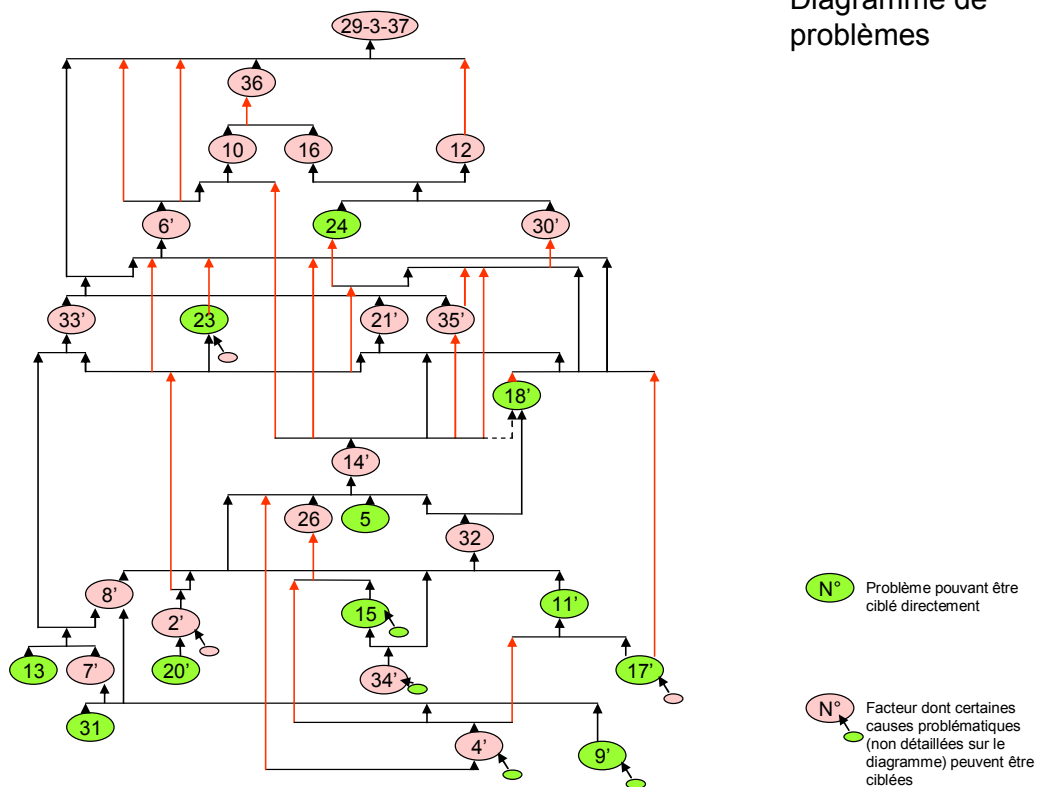 Diagramme de
problèmes
29-3-37
36
10
16
12
6'
24
30'
33'
23
21'
35'
18'
14'
26
5
32
8'
2'
15
11'
13
7'
20'
34'
17'
31
4'
9'
N°
Problème pouvant être
ciblé directement
N°
Facteur dont certaines
causes problématiques
(non détaillées sur le
diagramme) peuvent être
ciblées